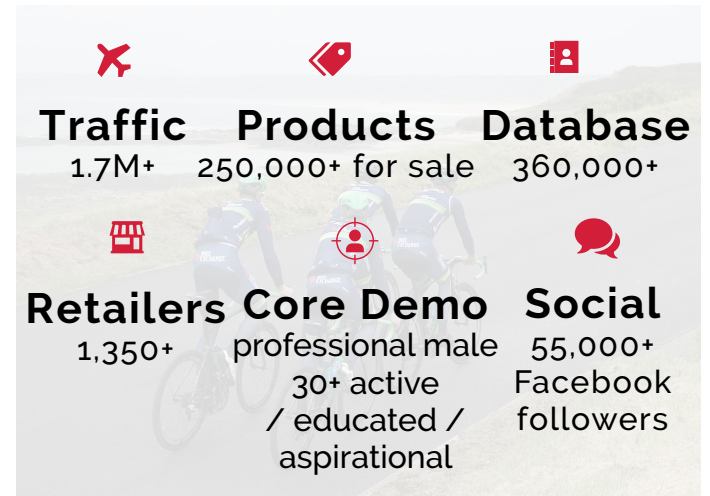 Traffic
1.7M+
Products
250,000+ for sale
Database
360,000+
Retailers
1,350+
Core Demo
professional male
30+ active
/ educated /
aspirational
Social
55,000+
Facebook
followers